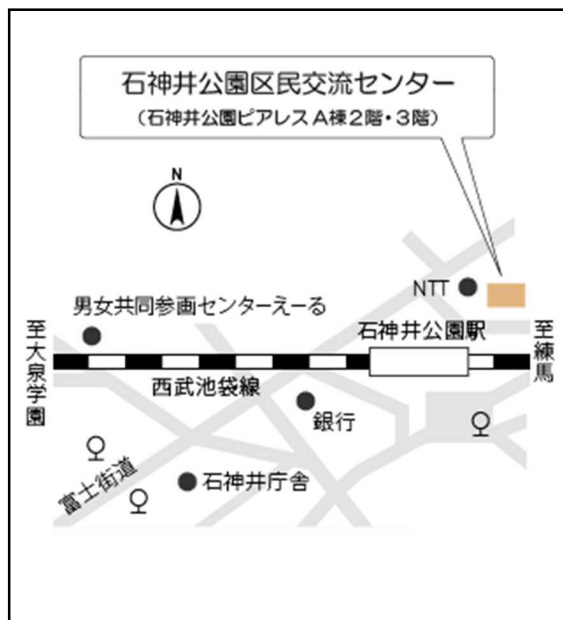 石神井公園区民交流センター
(石神井公園ピアレスA棟2階・3階)
N
NTT
男女共同参画センターえーる
石神井公園駅
至大泉学園
至練馬
西武池袋線
銀行
石神井庁舎
富士街道